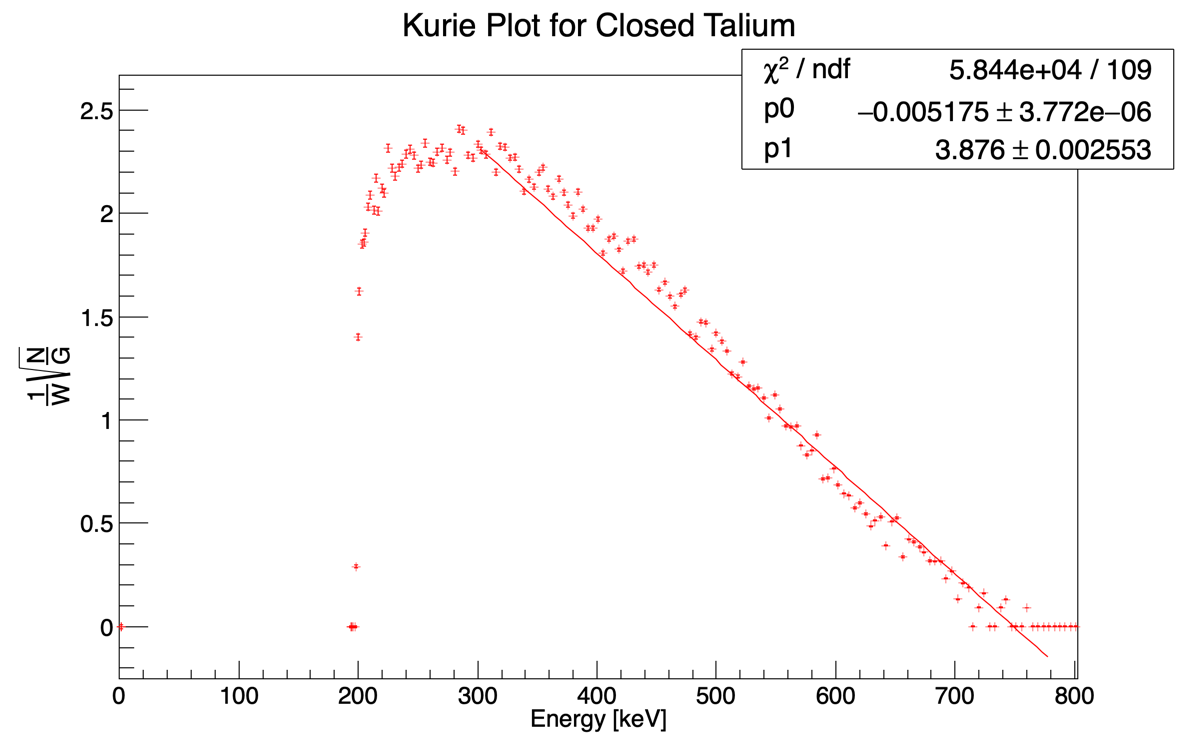 Kurie Plot for Closed Talium
χ² / ndf 5.844e+04 / 109
p0 −0.005175 ± 3.772e−06
p1 3.876 ± 0.002553
2.5
2
1.5
1
0.5
0
1/W √N/G
0 100 200 300 400 500 600 700 800
Energy [keV]